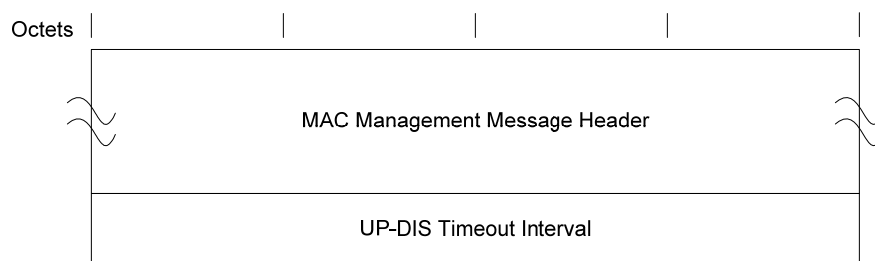 Octets
MAC Management Message Header
UP-DIS Timeout Interval